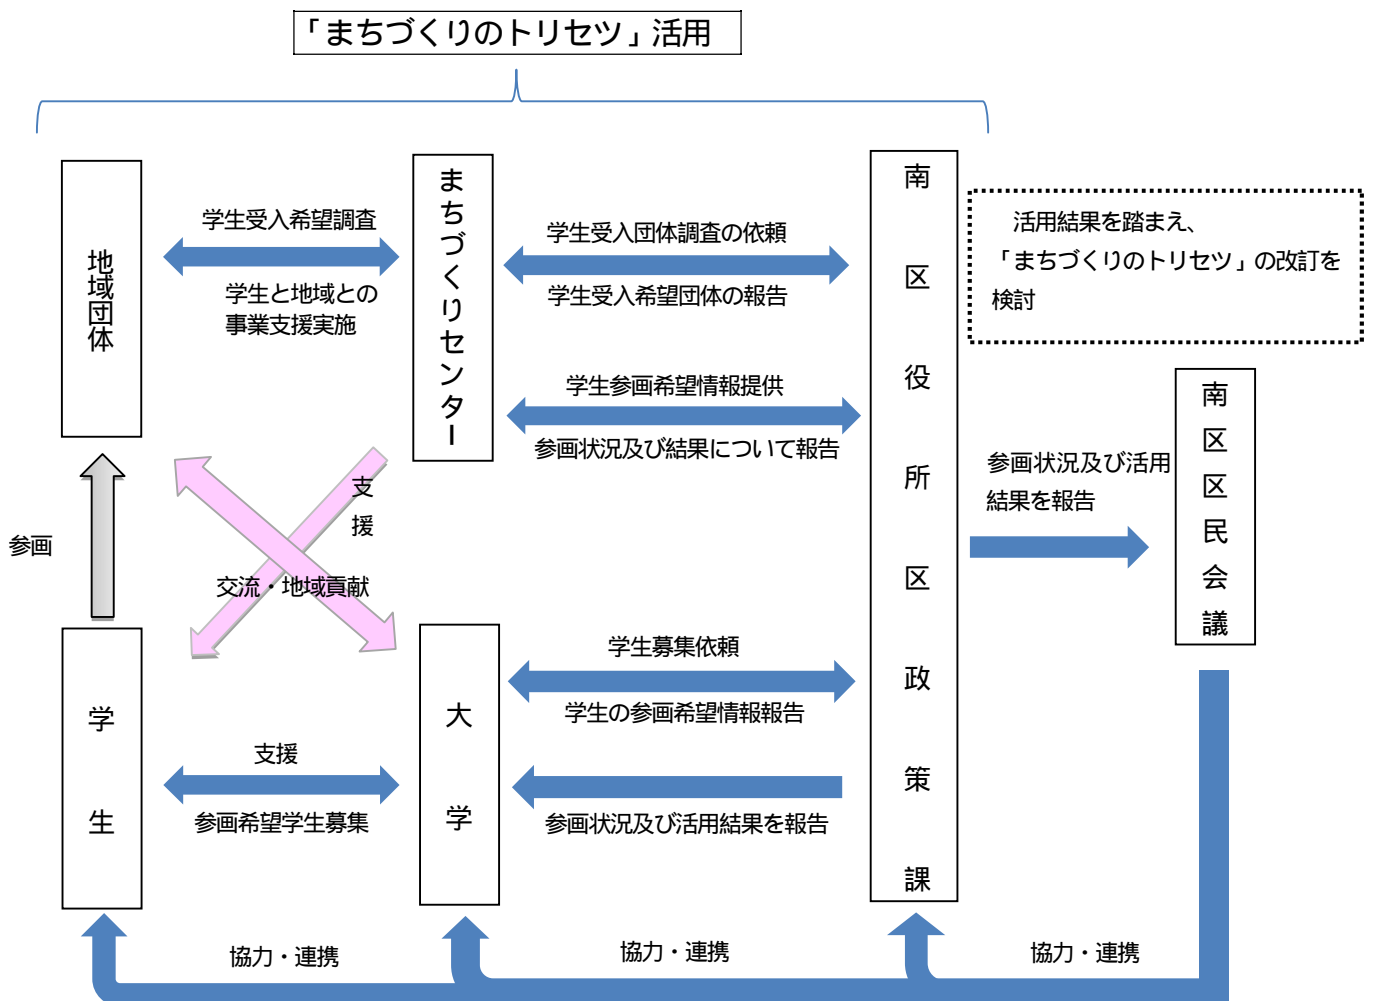 「まちづくりのトリセツ」活用
地域団体
学生受入希望調査
学生と地域との
事業支援実施
まちづくりセンター
学生受入団体調査の依頼
学生受入希望団体の報告
学生参画希望情報提供
参画状況及び結果について報告
南区役所区政策課
活用結果を踏まえ、
「まちづくりのトリセツ」の改訂を
検討
南区区民会議
参画状況及び活用
結果を報告
参画
支援
交流・地域貢献
学生
支援
参画希望学生募集
大学
学生募集依頼
学生の参画希望情報報告
参画状況及び活用結果を報告
協力・連携
協力・連携
協力・連携